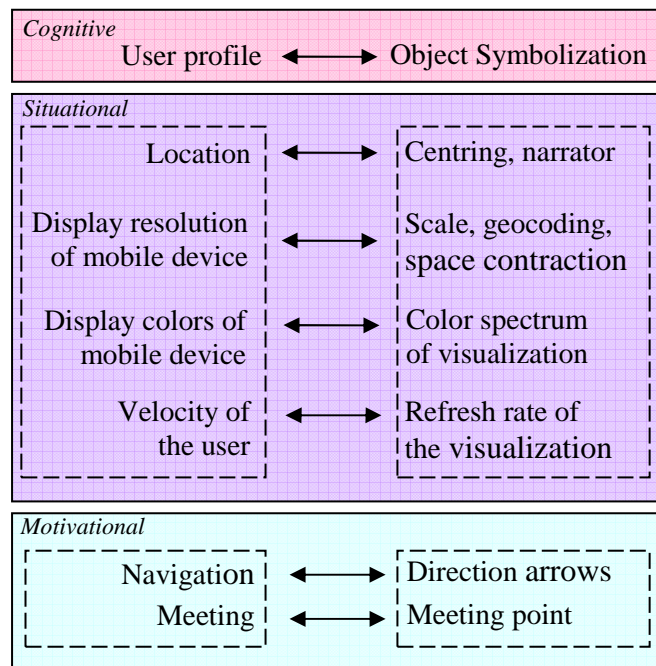 Cognitive
User profile Object Symbolization
Situational
Location Centring, narrator
Display resolution
of mobile device
Scale, geocoding,
space contraction
Display colors of
mobile device
Color spectrum
of visualization
Velocity of
the user
Refresh rate of
the visualization
Motivational
Navigation Direction arrows
Meeting Meeting point